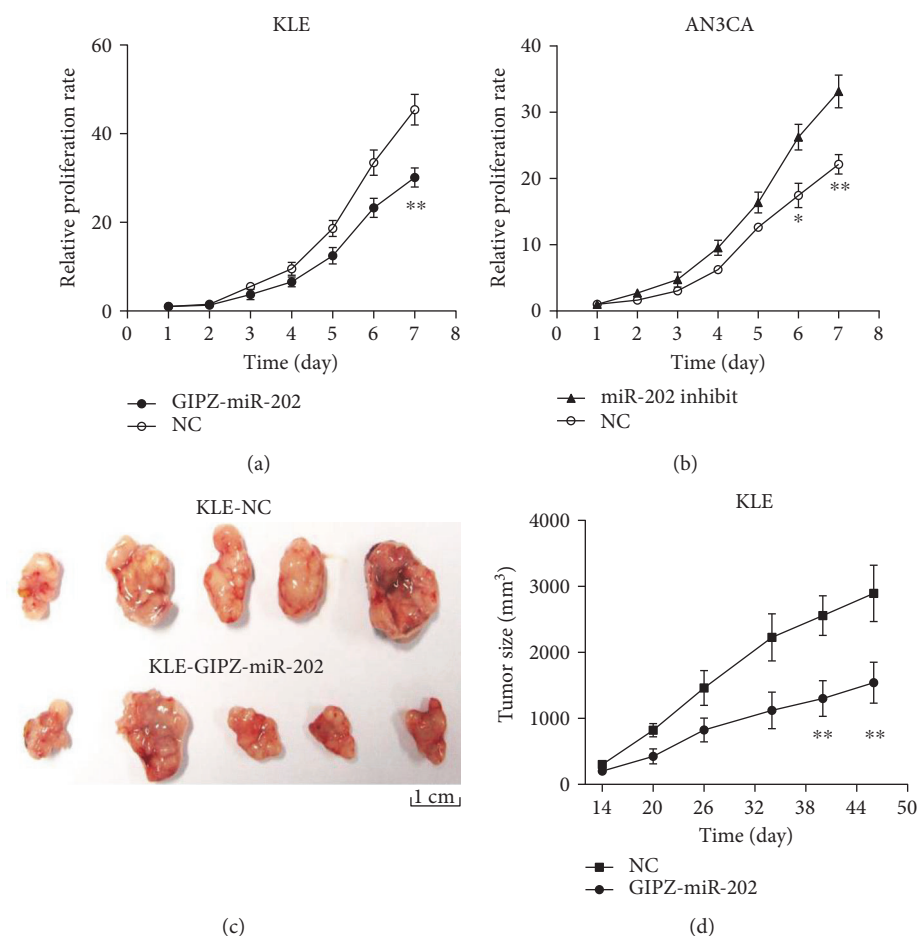 KLE
60
40
20
0
Relative proliferation rate
0 1 2 3 4 5 6 7 8
**
Time (day)
GIPZ-miR-202
NC
(a)
AN3CA
40
30
20
10
0
Relative proliferation rate
0 1 2 3 4 5 6 7 8
*
**
Time (day)
miR-202 inhibit
NC
(b)
KLE-NC
KLE-GIPZ-miR-202
1 cm
(c)
KLE
4000
3000
2000
1000
0
Tumor size (mm³)
14 20 26 32 38 44 50
** **
Time (day)
NC
GIPZ-miR-202
(d)